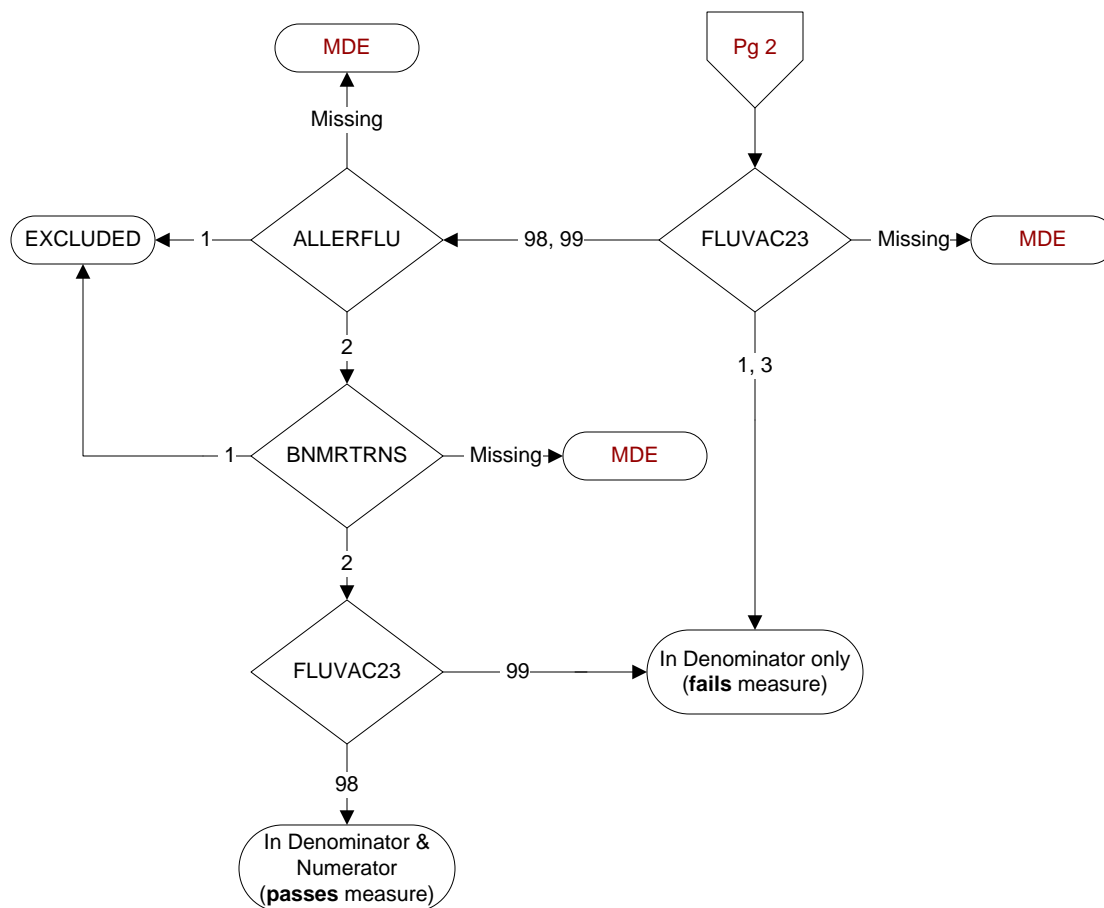 MDE
Pg 2
Missing
EXCLUDED
1
ALLERFLU
98, 99
FLUVAC23
Missing
MDE
2
1, 3
1
BNMRTRNS
Missing
MDE
2
FLUVAC23
99
In Denominator only
(fails measure)
98
In Denominator &
Numerator
(passes measure)